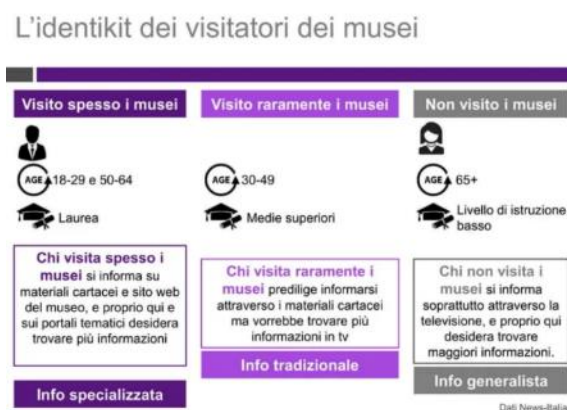 L'identikit dei visitatori dei musei
Visito spesso i musei
AGE 18-29 e 50-64
Laurea
Chi visita spesso i
musei si informa su
materiali cartacei e sito web
del museo, e proprio qui e
sui portali tematici desidera
trovare più informazioni
Info specializzata
Visito raramente i musei
AGE 30-49
Medie superiori
Chi visita raramente i
musei predilige informarsi
attraverso i materiali cartacei
ma vorrebbe trovare più
informazioni in tv
Info tradizionale
Non visito i musei
AGE 65+
Livello di istruzione
basso
Chi non visita i
musei si informa
soprattutto attraverso la
televisione, e proprio qui
desidera trovare
maggiori informazioni.
Info generalista
Dati News-Italia